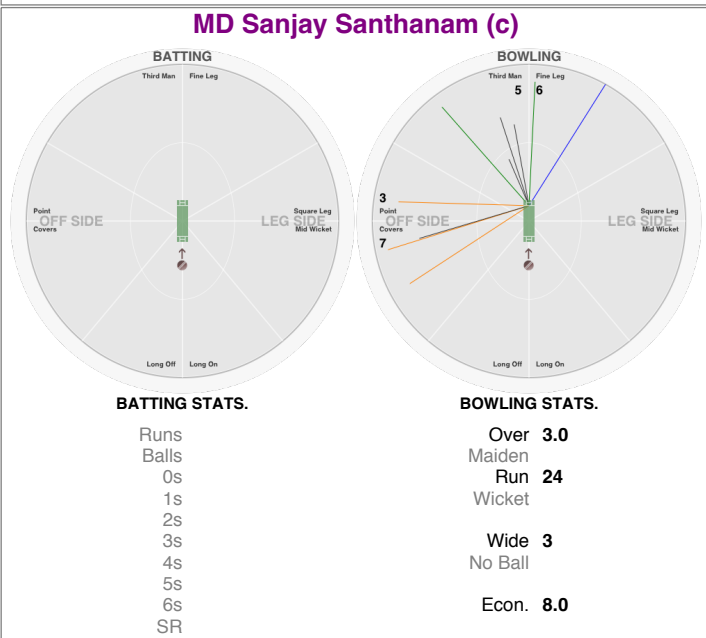 MD Sanjay Santhanam (c)
BATTING
Third Man Fine Leg
Point
OFF SIDE
Covers
Square Leg
LEG SIDE
Mid Wicket
Long Off Long On
BATTING STATS.
Runs
Balls
0s
1s
2s
3s
4s
5s
6s
SR
BOWLING
Third Man Fine Leg
5 6
3
Point
OFF SIDE
Covers
7
Square Leg
LEG SIDE
Mid Wicket
Long Off Long On
BOWLING STATS.
Over 3.0
Maiden
Run 24
Wicket
Wide 3
No Ball
Econ. 8.0